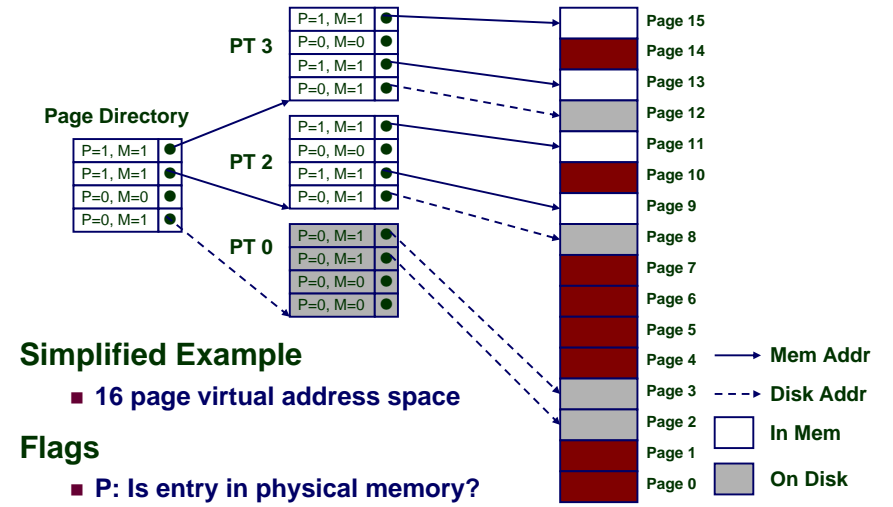 Page Directory
P=1, M=1
P=1, M=1
P=0, M=0
P=0, M=1
PT 3
P=1, M=1
P=0, M=0
P=1, M=1
P=0, M=1
PT 2
P=1, M=1
P=0, M=0
P=1, M=1
P=0, M=1
PT 0
P=0, M=1
P=0, M=1
P=0, M=0
P=0, M=0
Page 15
Page 14
Page 13
Page 12
Page 11
Page 10
Page 9
Page 8
Page 7
Page 6
Page 5
Page 4
Page 3
Page 2
Page 1
Page 0
Mem Addr
Disk Addr
In Mem
On Disk
Simplified Example
16 page virtual address space
Flags
P: Is entry in physical memory?